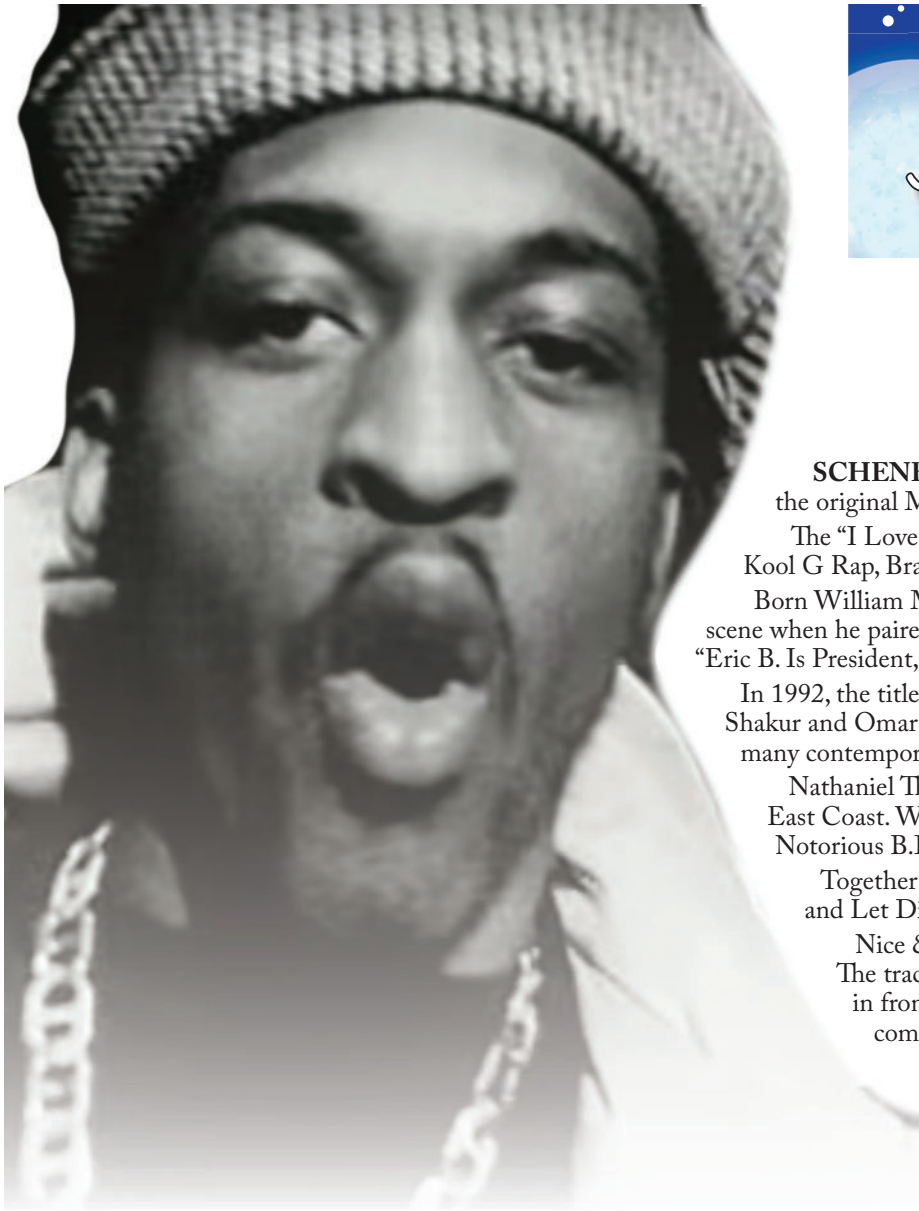 SCHENE
the original M
The “I Love
Kool G Rap, Bra
Born William M
scene when he paire
“Eric B. Is President,
In 1992, the title
Shakur and Omar
many contempor
Nathaniel Th
East Coast. W
Notorious B.I
Together
and Let Di
Nice &
The trac
in fron
com